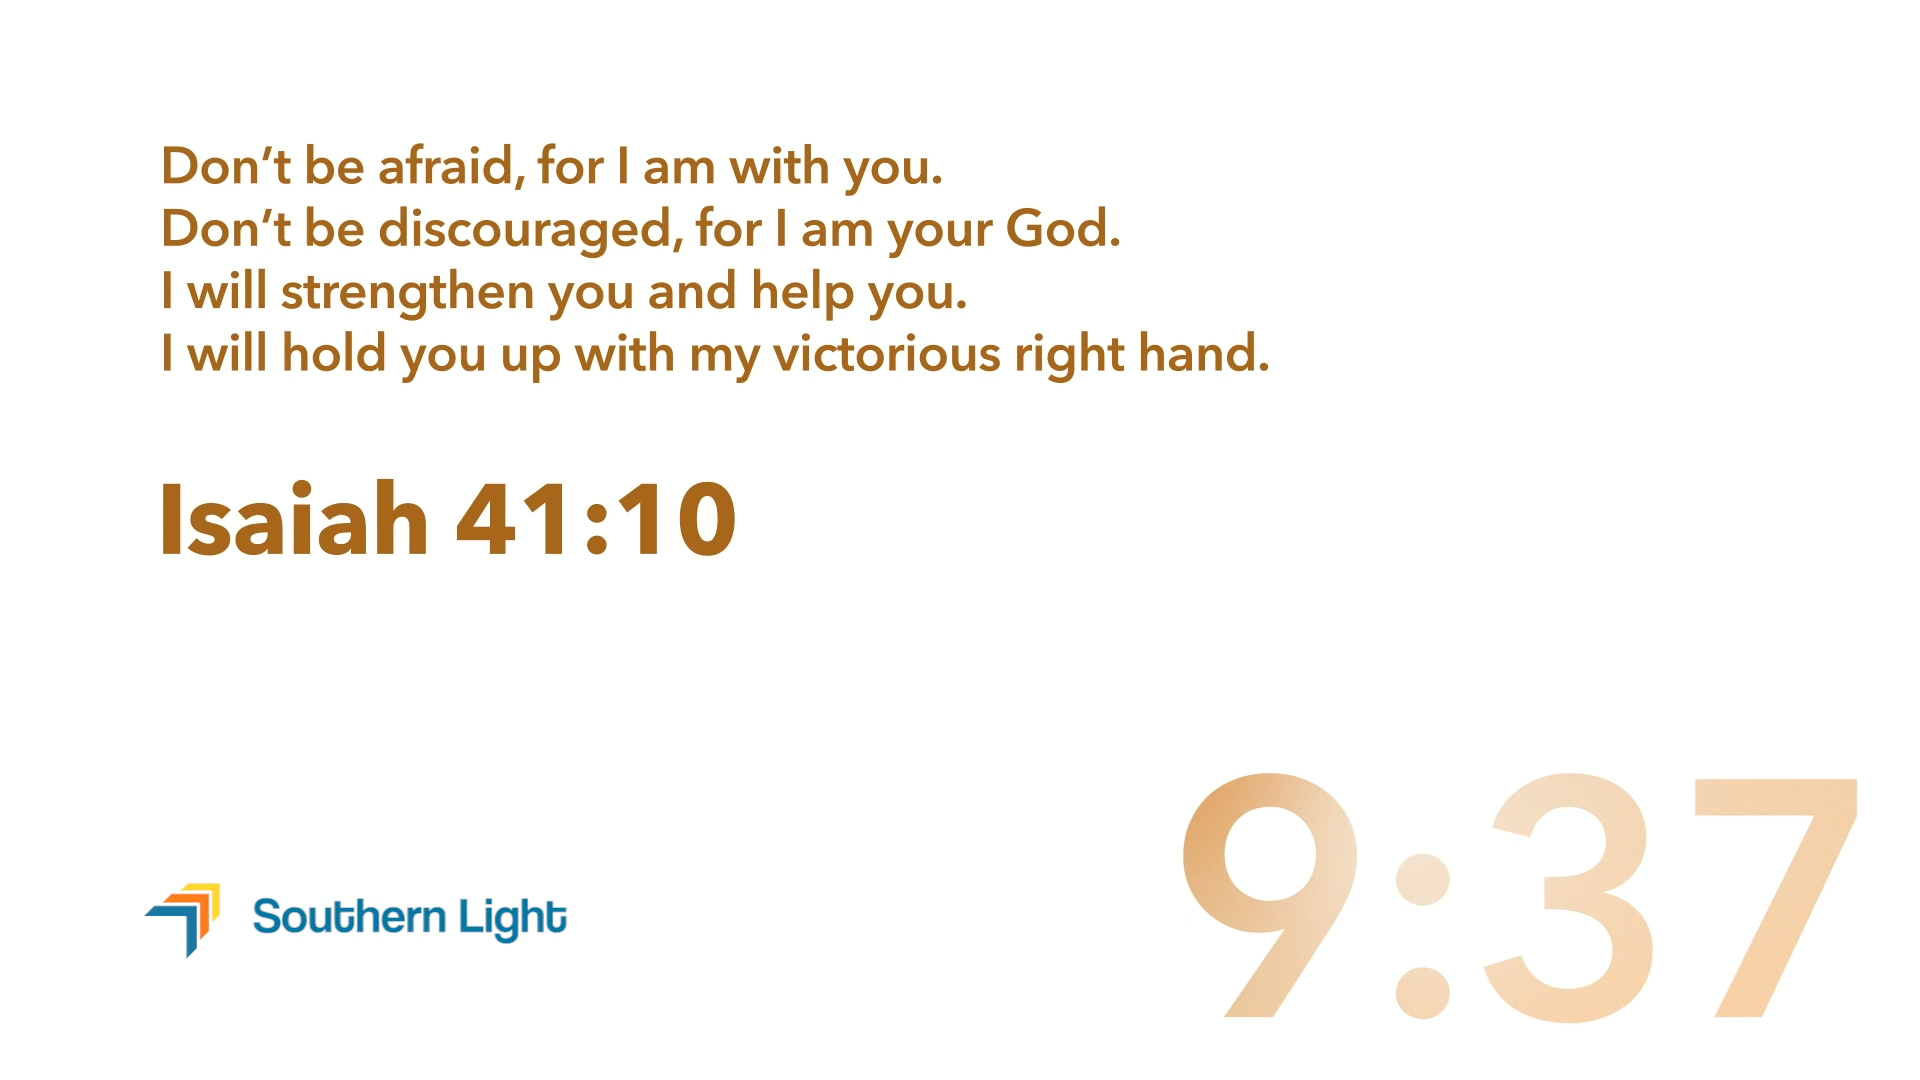 Don’t be afraid, for I am with you.
Don’t be discouraged, for I am your God.
I will strengthen you and help you.
I will hold you up with my victorious right hand.
Isaiah 41:10
Southern Light
9:37